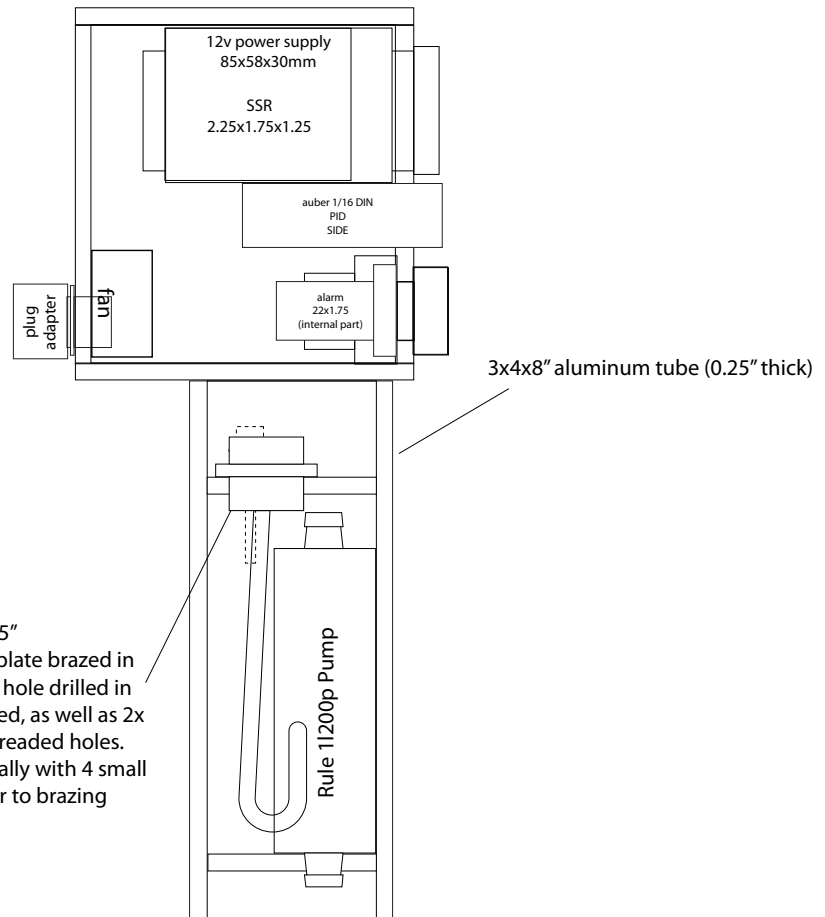 12v power supply
85x58x30mm
SSR
2.25x1.75x1.25
auber 1/16 DIN
PID
SIDE
fan
plug
adapter
alarm
22x1.75
(internal part)
3x4x8” aluminum tube (0.25” thick)
5”
plate brazed in
hole drilled in
ed, as well as 2x
readed holes.
ally with 4 small
r to brazing
Rule 1l200p Pump